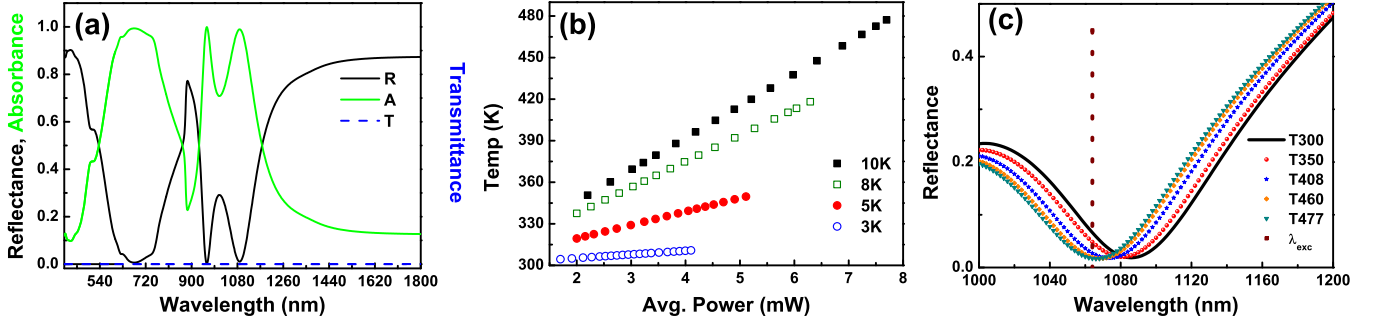 (a)
Reflectance, Absorbance
Transmittance
1.0
0.8
0.6
0.4
0.2
0.0
R
A
T
540 720 900 1080 1260 1440 1620 1800
Wavelength (nm)
(b)
Temp (K)
480
450
420
390
360
330
300
10K
8K
5K
3K
2 3 4 5 6 7 8
Avg. Power (mW)
(c)
Reflectance
0.4
0.2
0.0
T300
T350
T408
T460
T477
λexc
1000 1040 1080 1120 1160 1200
Wavelength (nm)